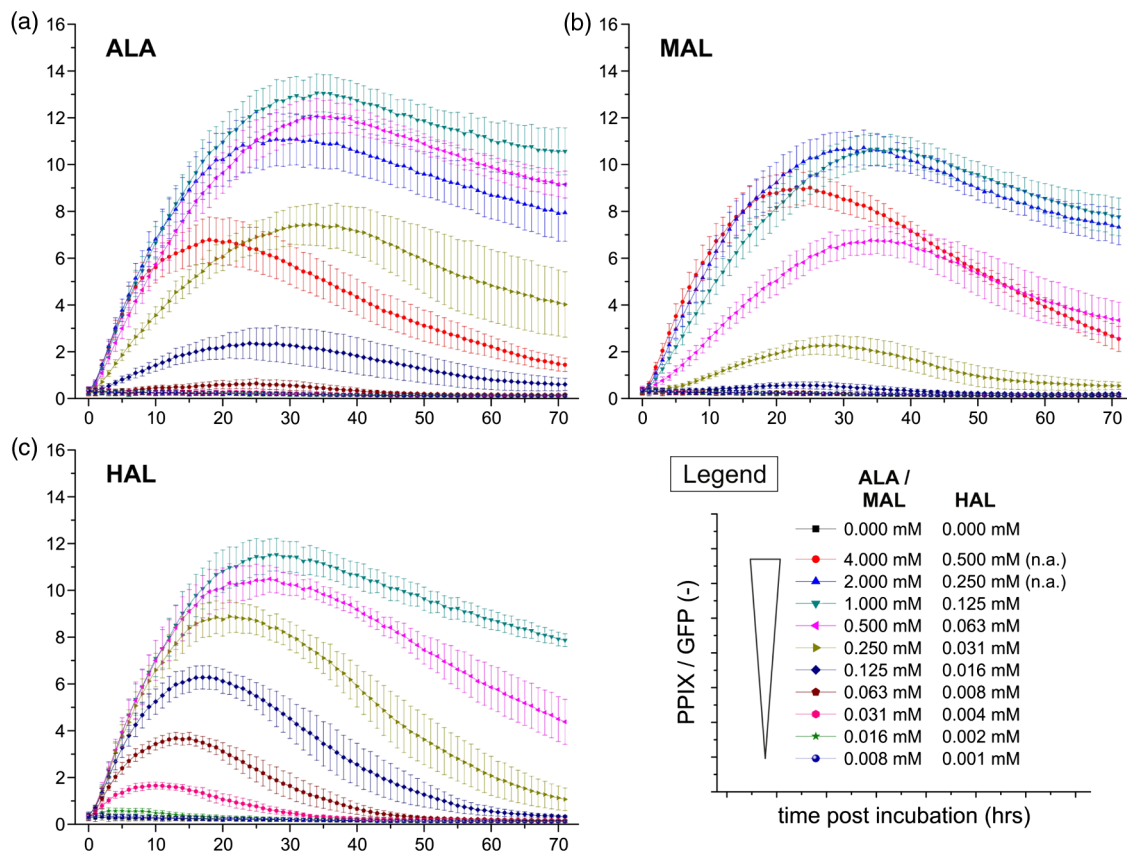 (a)
ALA
16
14
12
10
8
6
4
2
0
0 10 20 30 40 50 60 70
(b)
MAL
16
14
12
10
8
6
4
2
0
0 10 20 30 40 50 60 70
(c)
HAL
16
14
12
10
8
6
4
2
0
0 10 20 30 40 50 60 70
Legend
ALA / HAL
MAL
0.000 mM 0.000 mM
4.000 mM 0.500 mM (n.a.)
2.000 mM 0.250 mM (n.a.)
1.000 mM 0.125 mM
0.500 mM 0.063 mM
0.250 mM 0.031 mM
0.125 mM 0.016 mM
0.063 mM 0.008 mM
0.031 mM 0.004 mM
0.016 mM 0.002 mM
0.008 mM 0.001 mM
PPIX / GFP (-)
time post incubation (hrs)